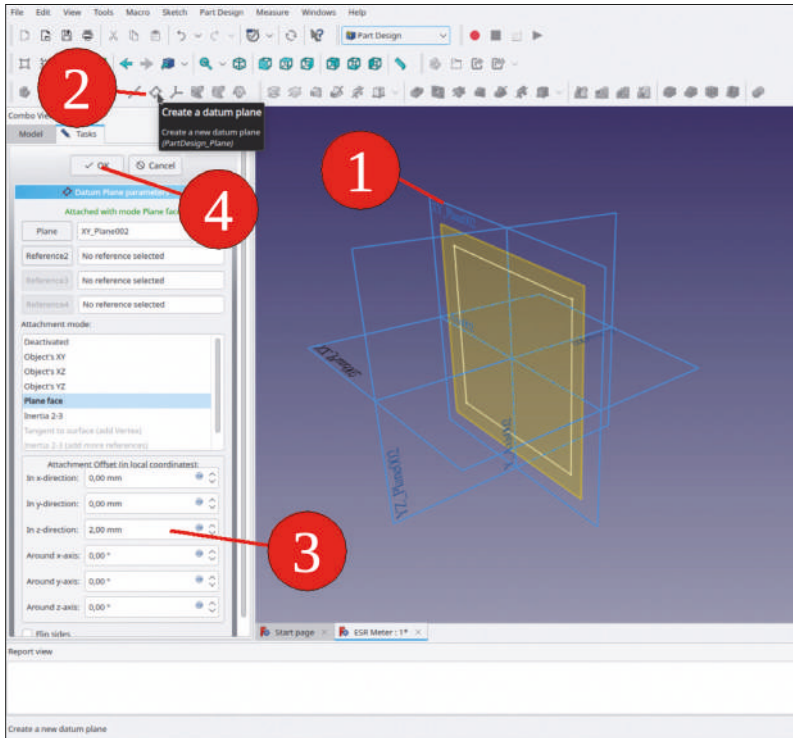 File Edit View Tools Macro Sketch Part Design Measure Windows Help
Part Design
2
Create a datum plane
Create a new datum plane
(PartDesign_Plane)
Combo View
Model Tasks
OK Cancel
Datum Plane parameters
Attached with mode Plane face
Plane XY_Plane002
Reference2 No reference selected
Reference3 No reference selected
Reference4 No reference selected
Attachment mode:
Deactivated
Object's XY
Object's XZ
Object's YZ
Plane face
Inertia 2-3
Tangent to surface (add Vertex)
Inertia 2-3 (add more references)
Attachment Offset (in local coordinates):
In x-direction: 0,00 mm
In y-direction: 0,00 mm
In z-direction: 2,00 mm
Around x-axis: 0,00 °
Around y-axis: 0,00 °
Around z-axis: 0,00 °
Flip sides
4
3
1
YZ_Plane002
Start page ESR Meter : 1*
Report view
Create a new datum plane